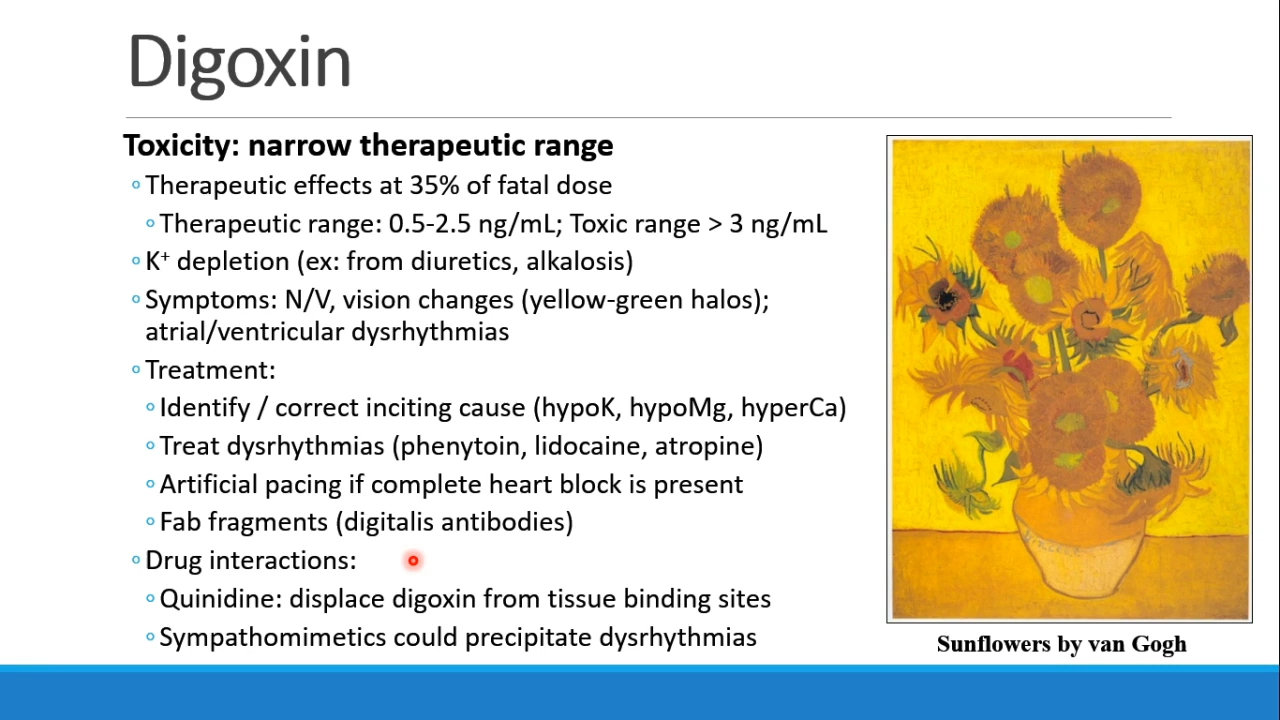 Digoxin
Toxicity: narrow therapeutic range
Therapeutic effects at 35% of fatal dose
Therapeutic range: 0.5-2.5 ng/mL; Toxic range > 3 ng/mL
K⁺ depletion (ex: from diuretics, alkalosis)
Symptoms: N/V, vision changes (yellow-green halos);
atrial/ventricular dysrhythmias
Treatment:
Identify / correct inciting cause (hypoK, hypoMg, hyperCa)
Treat dysrhythmias (phenytoin, lidocaine, atropine)
Artificial pacing if complete heart block is present
Fab fragments (digitalis antibodies)
Drug interactions:
Quinidine: displace digoxin from tissue binding sites
Sympathomimetics could precipitate dysrhythmias
Sunflowers by van Gogh